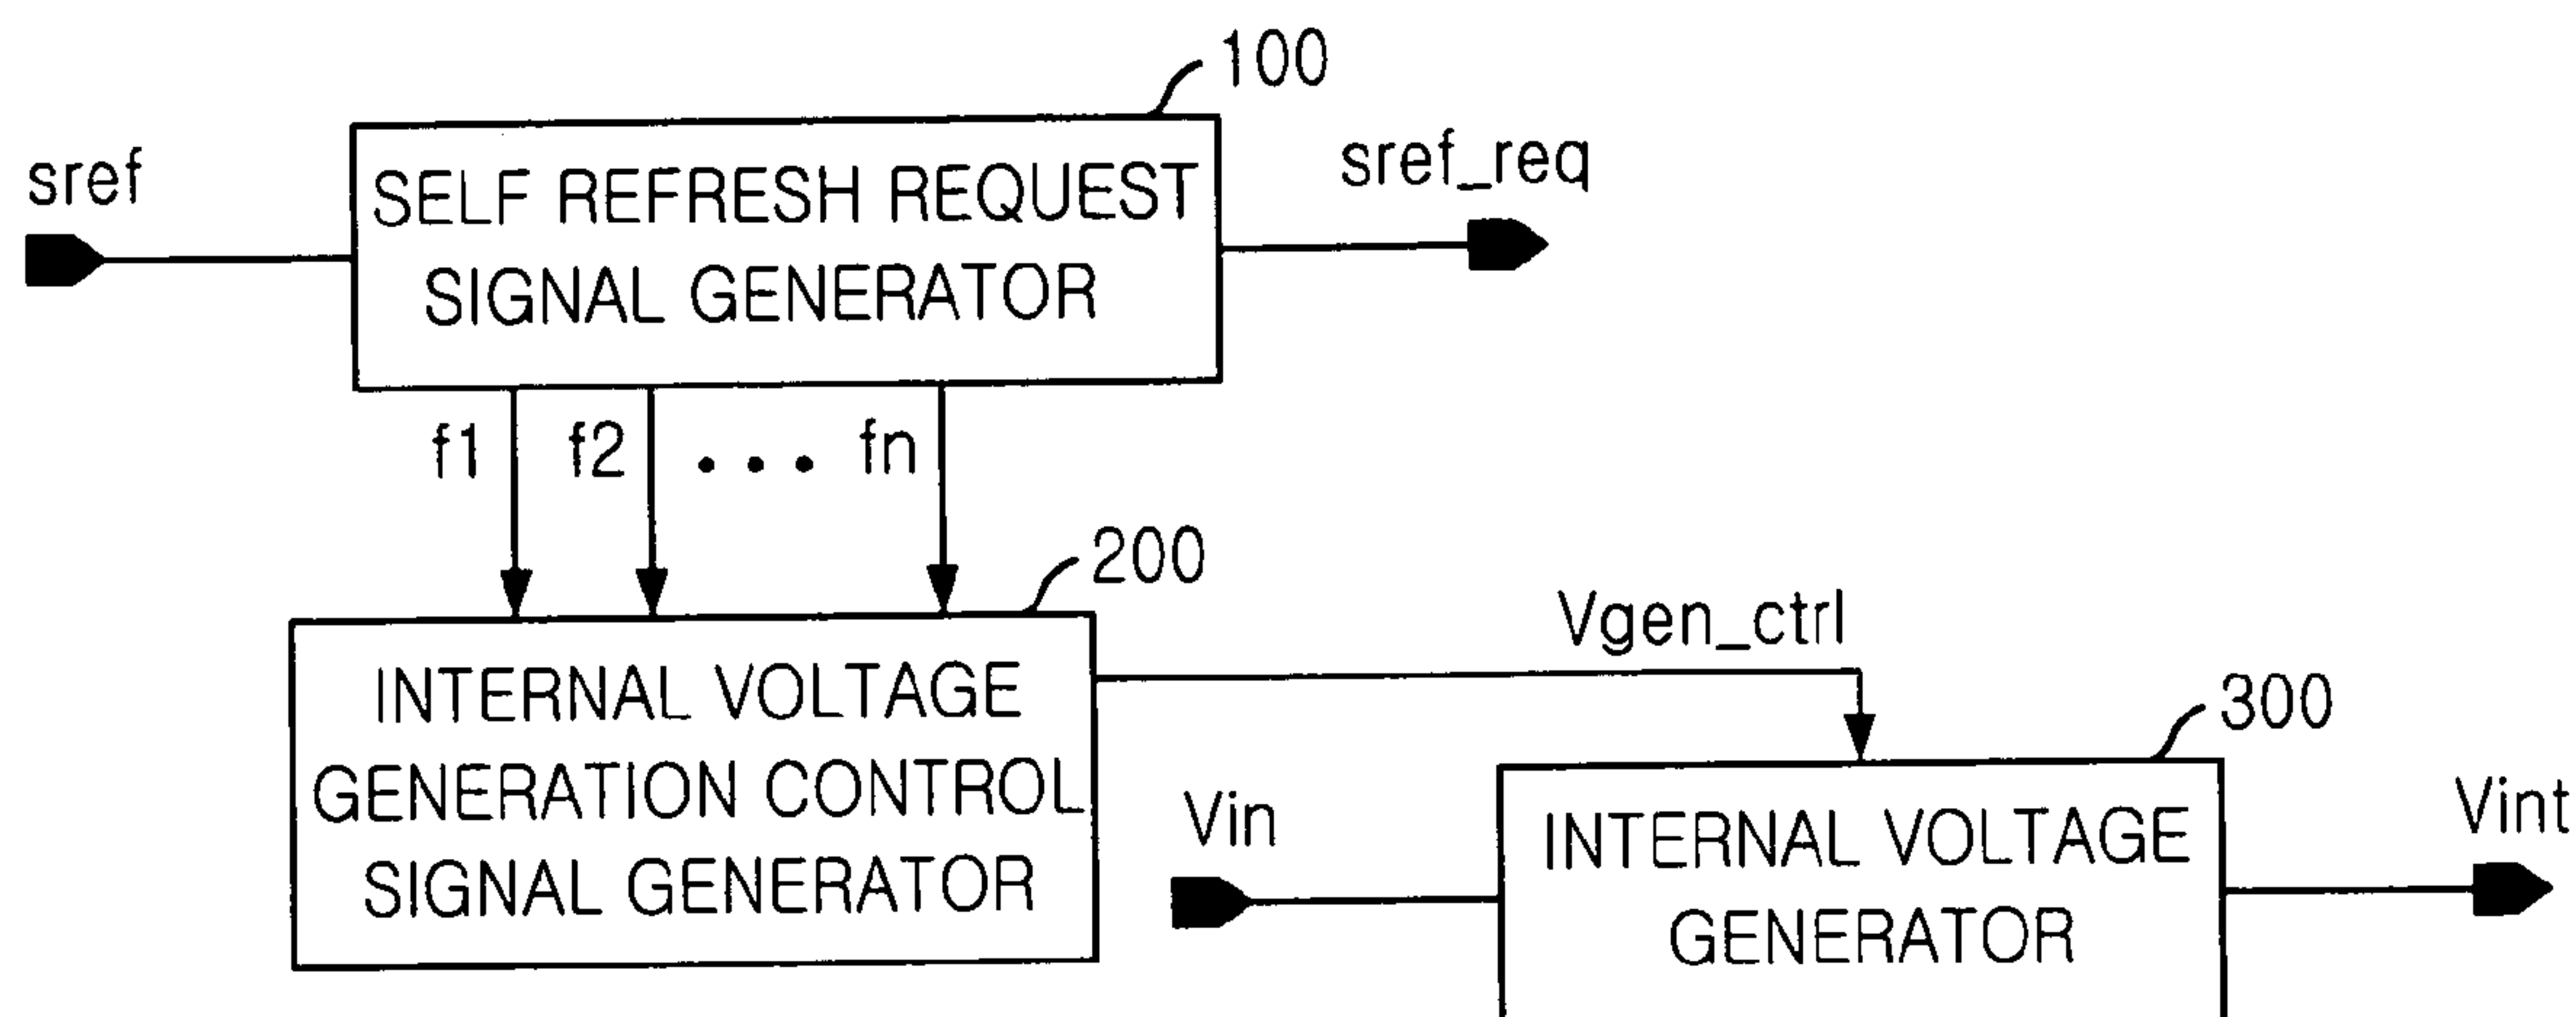 100
sref
SELF REFRESH REQUEST
SIGNAL GENERATOR
sref_req
f1 f2 ... fn
200
INTERNAL VOLTAGE
GENERATION CONTROL
SIGNAL GENERATOR
Vgen_ctrl
300
Vin
INTERNAL VOLTAGE
GENERATOR
Vint